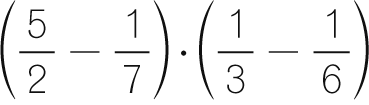 (5/2 − 1/7) · (1/3 − 1/6)